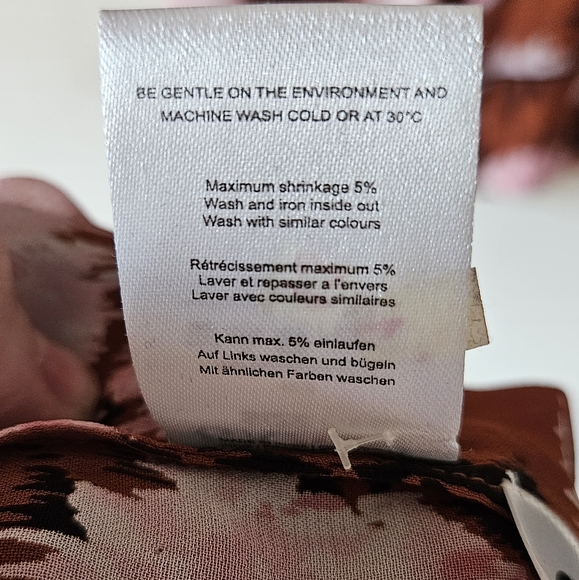 BE GENTLE ON THE ENVIRONMENT AND
MACHINE WASH COLD OR AT 30°C
Maximum shrinkage 5%
Wash and iron inside out
Wash with similar colours
Rétrécissement maximum 5%
Laver et repasser a l'envers
Laver avec couleurs similaires
Kann max. 5% einlaufen
Auf Links waschen und bügeln
Mit ähnlichen Farben waschen